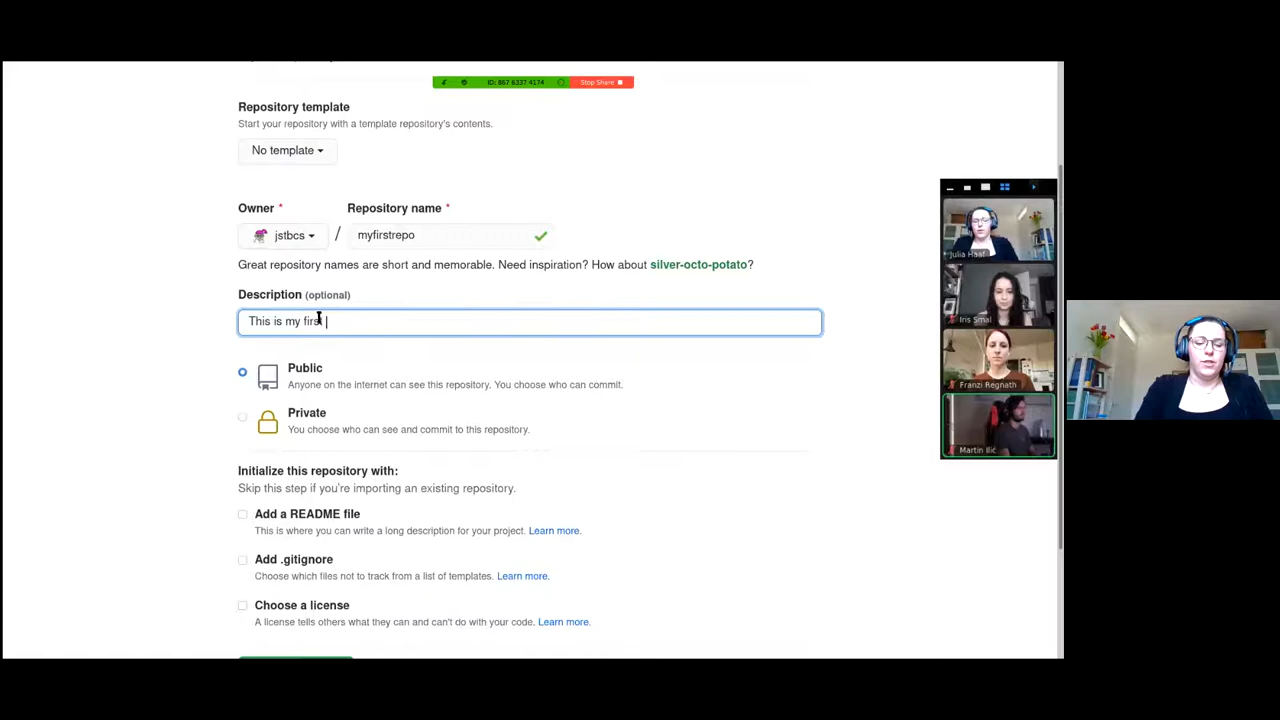 ID: 867 6337 4174
Stop Share
Repository template
Start your repository with a template repository's contents.
No template
Owner *
Repository name *
jstbcs
/
myfirstrepo
Great repository names are short and memorable. Need inspiration? How about silver-octo-potato?
Description (optional)
This is my first
Public
Anyone on the internet can see this repository. You choose who can commit.
Private
You choose who can see and commit to this repository.
Initialize this repository with:
Skip this step if you're importing an existing repository.
Add a README file
This is where you can write a long description for your project. Learn more.
Add .gitignore
Choose which files not to track from a list of templates. Learn more.
Choose a license
A license tells others what they can and can't do with your code. Learn more.
Julia Haaf
Iris Smal
Franzi Regnath
Martin Ilić